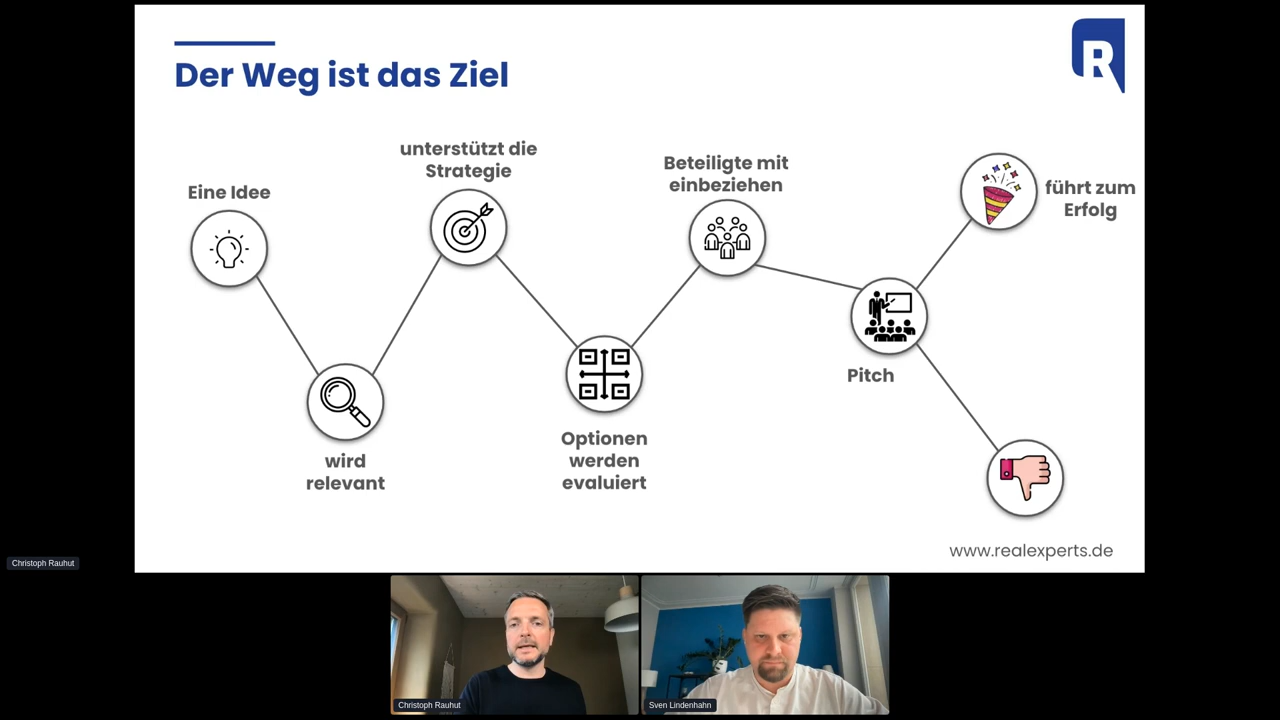 Der Weg ist das Ziel
R
Eine Idee
wird
relevant
unterstützt die
Strategie
Optionen
werden
evaluiert
Beteiligte mit
einbeziehen
Pitch
führt zum
Erfolg
www.realexperts.de
Christoph Rauhut
Christoph Rauhut
Sven Lindenhahn